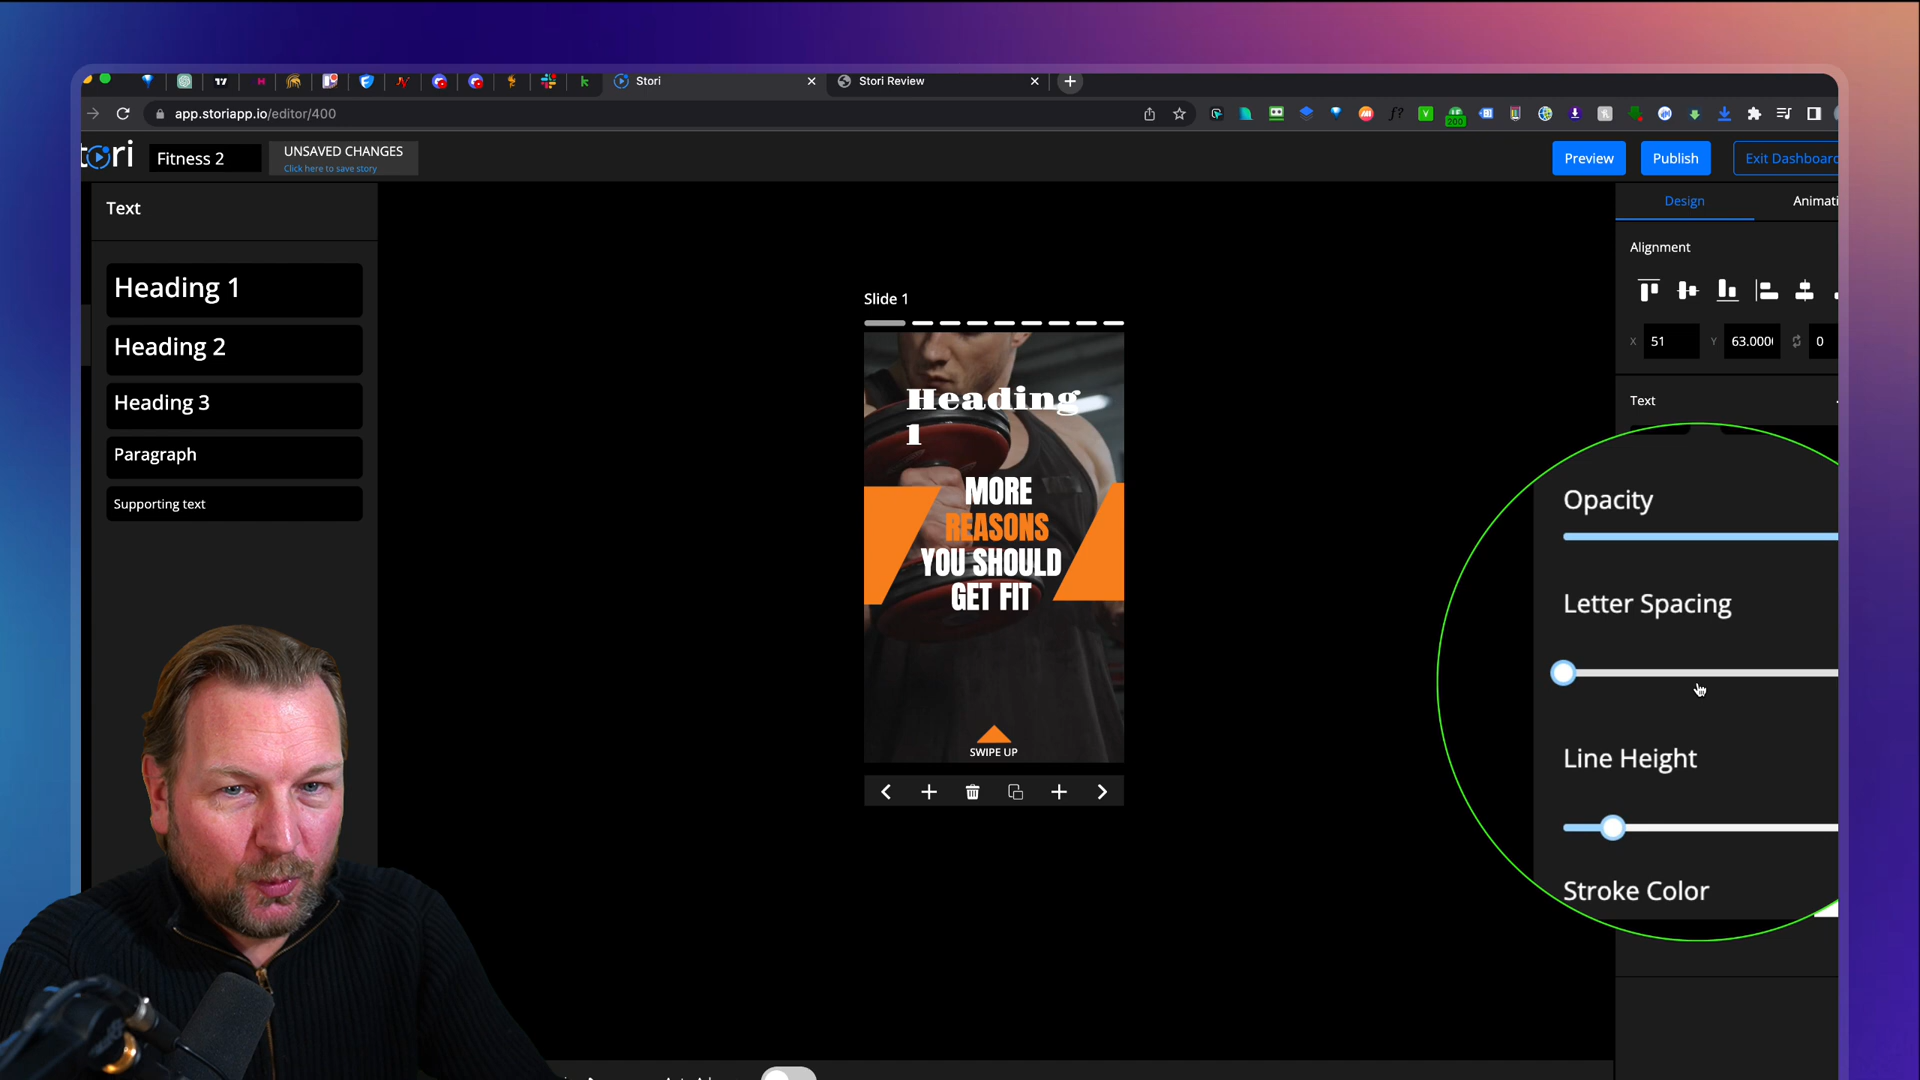 Stori
Stori Review
app.storiapp.io/editor/400
200
Fitness 2
UNSAVED CHANGES
Click here to save story
Preview
Publish
Exit Dashboard
Text
Heading 1
Heading 2
Heading 3
Paragraph
Supporting text
Slide 1
Heading
1
MORE
REASONS
YOU SHOULD
GET FIT
SWIPE UP
Design
Animati
Alignment
X 51 Y 63.000 0
Text
Opacity
Letter Spacing
Line Height
Stroke Color